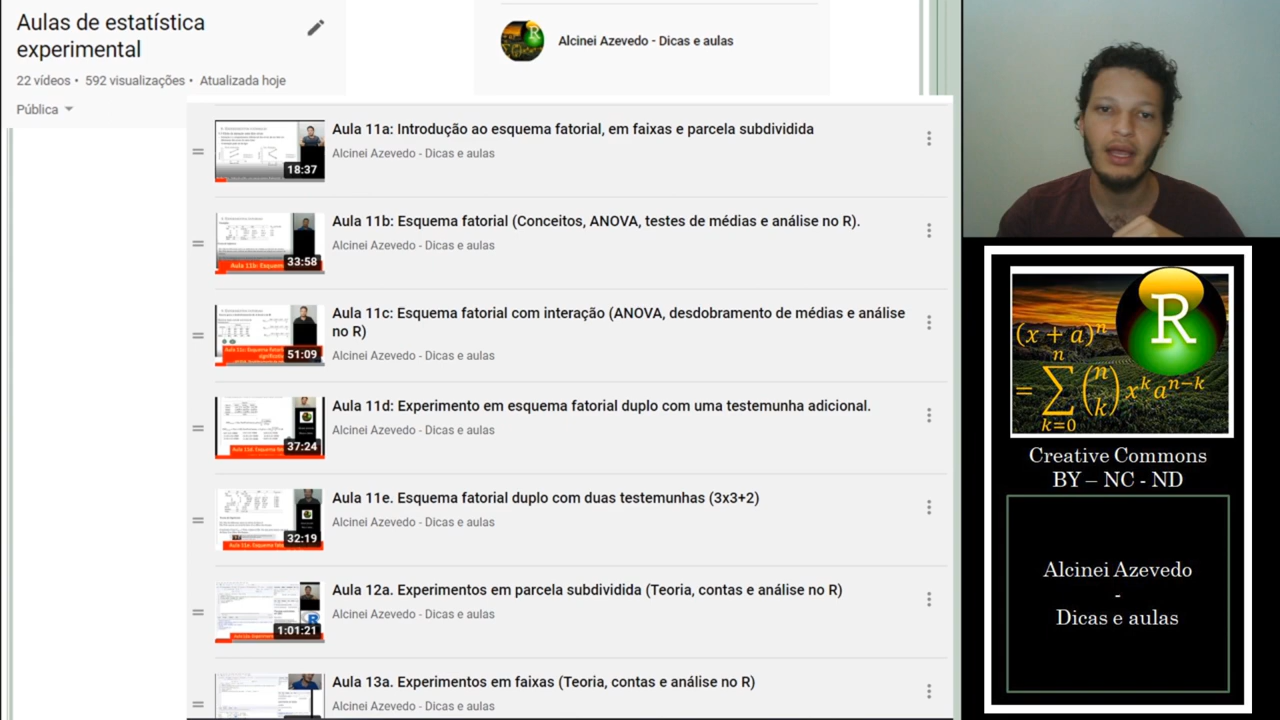 Aulas de estatística
experimental
22 vídeos • 592 visualizações • Atualizada hoje
Pública
Alcinei Azevedo - Dicas e aulas
Aula 11a: Introdução ao esquema fatorial, em faixas e parcela subdividida
Alcinei Azevedo - Dicas e aulas
18:37
Aula 11b: Esquema fatorial (Conceitos, ANOVA, testes de médias e análise no R).
Alcinei Azevedo - Dicas e aulas
33:58
Aula 11c: Esquema fatorial com interação (ANOVA, desdobramento de médias e análise
no R)
Alcinei Azevedo - Dicas e aulas
51:09
Aula 11d: Experimento em esquema fatorial duplo com uma testemunha adicional.
Alcinei Azevedo - Dicas e aulas
37:24
Aula 11e. Esquema fatorial duplo com duas testemunhas (3x3+2)
Alcinei Azevedo - Dicas e aulas
32:19
Aula 12a. Experimentos em parcela subdividida (Teoria, contas e análise no R)
Alcinei Azevedo - Dicas e aulas
1:01:21
Aula 13a. Experimentos em faixas (Teoria, contas e análise no R)
Alcinei Azevedo - Dicas e aulas
R
(x + a)^n
= ∑_{k=0}^{n} (n k) x^k a^{n-k}
Creative Commons
BY – NC - ND
Alcinei Azevedo
-
Dicas e aulas